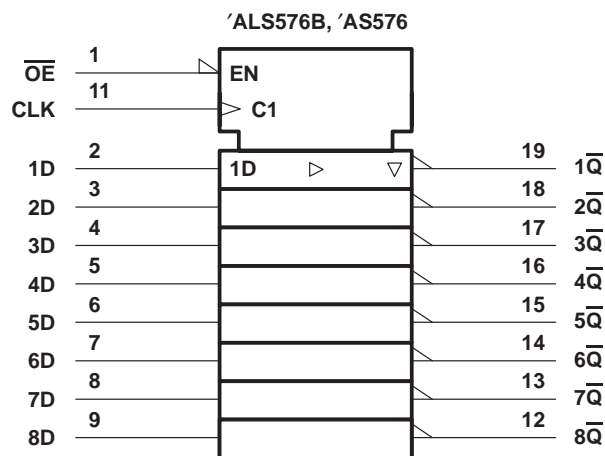 ′ALS576B, ′AS576
O̅E̅ 1 EN
CLK 11 C1
1D 2 1D 19 1Q̅
2D 3 18 2Q̅
3D 4 17 3Q̅
4D 5 16 4Q̅
5D 6 15 5Q̅
6D 7 14 6Q̅
7D 8 13 7Q̅
8D 9 12 8Q̅